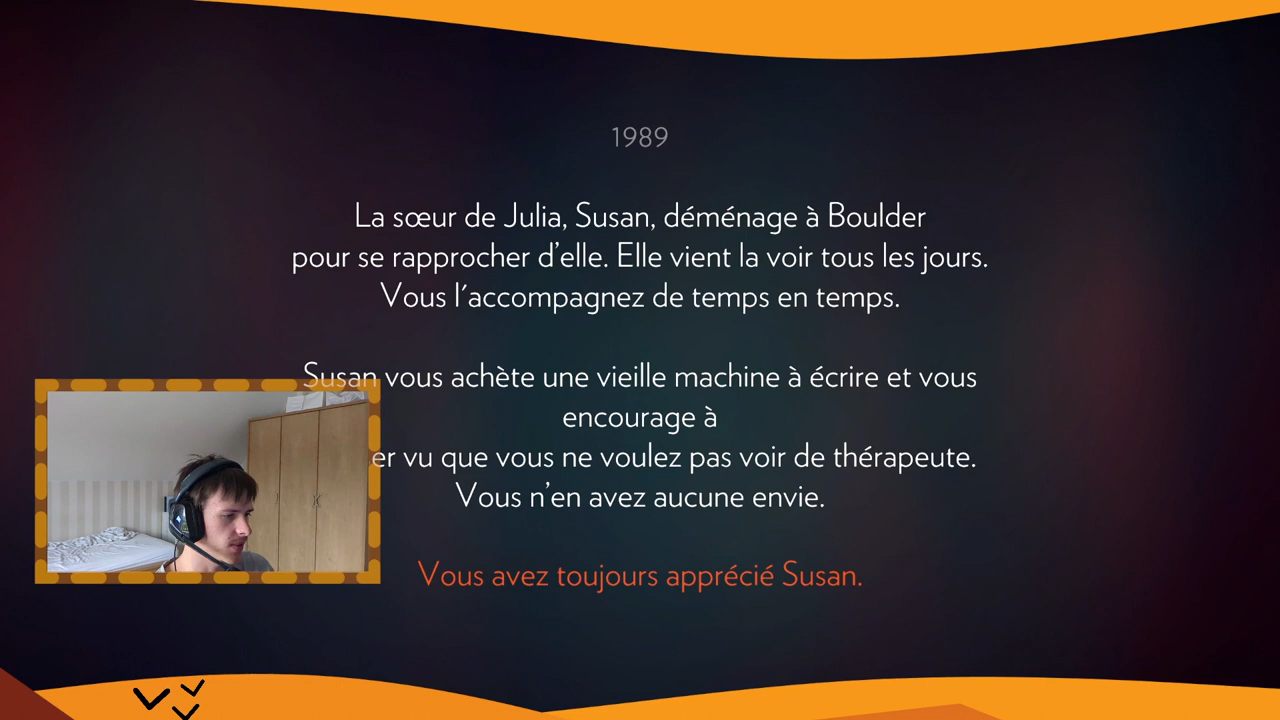 1989
La sœur de Julia, Susan, déménage à Boulder
pour se rapprocher d'elle. Elle vient la voir tous les jours.
Vous l'accompagnez de temps en temps.
Susan vous achète une vieille machine à écrire et vous
encourage à
er vu que vous ne voulez pas voir de thérapeute.
Vous n'en avez aucune envie.
Vous avez toujours apprécié Susan.